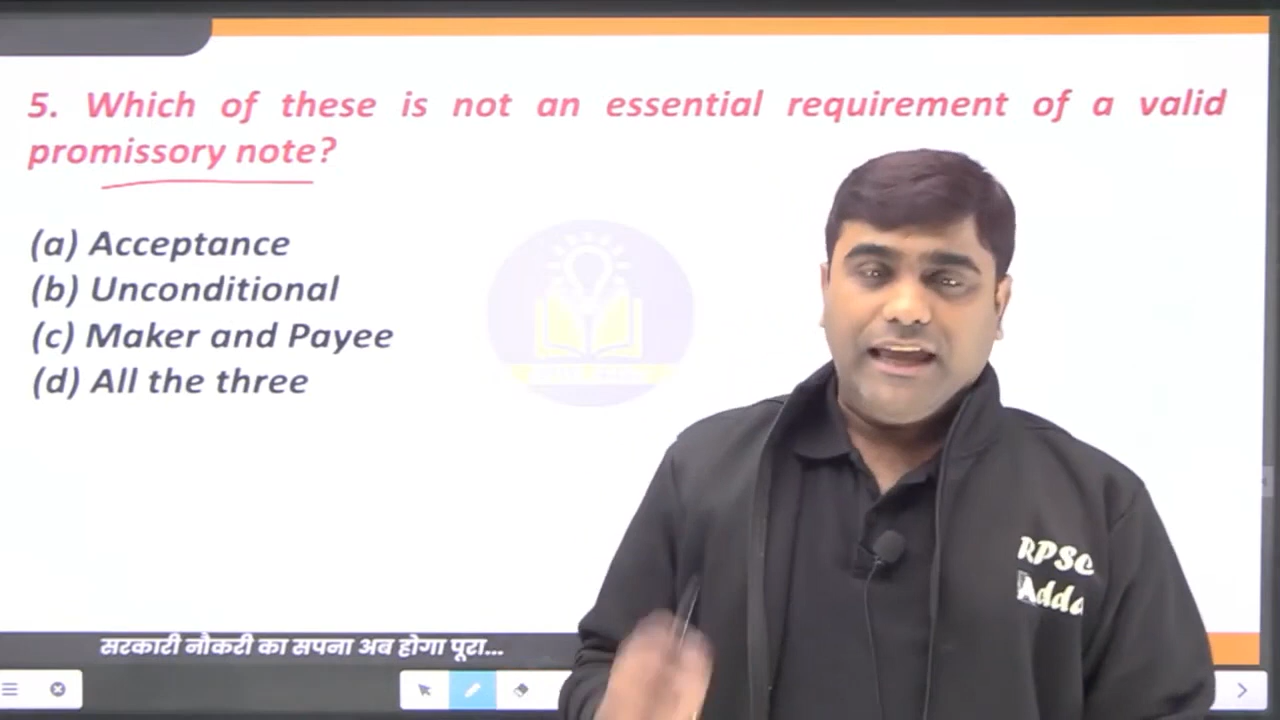 5. Which of these is not an essential requirement of a valid
promissory note?
(a) Acceptance
(b) Unconditional
(c) Maker and Payee
(d) All the three
RPSC
Adda
सरकारी नौकरी का सपना अब होगा पूरा...